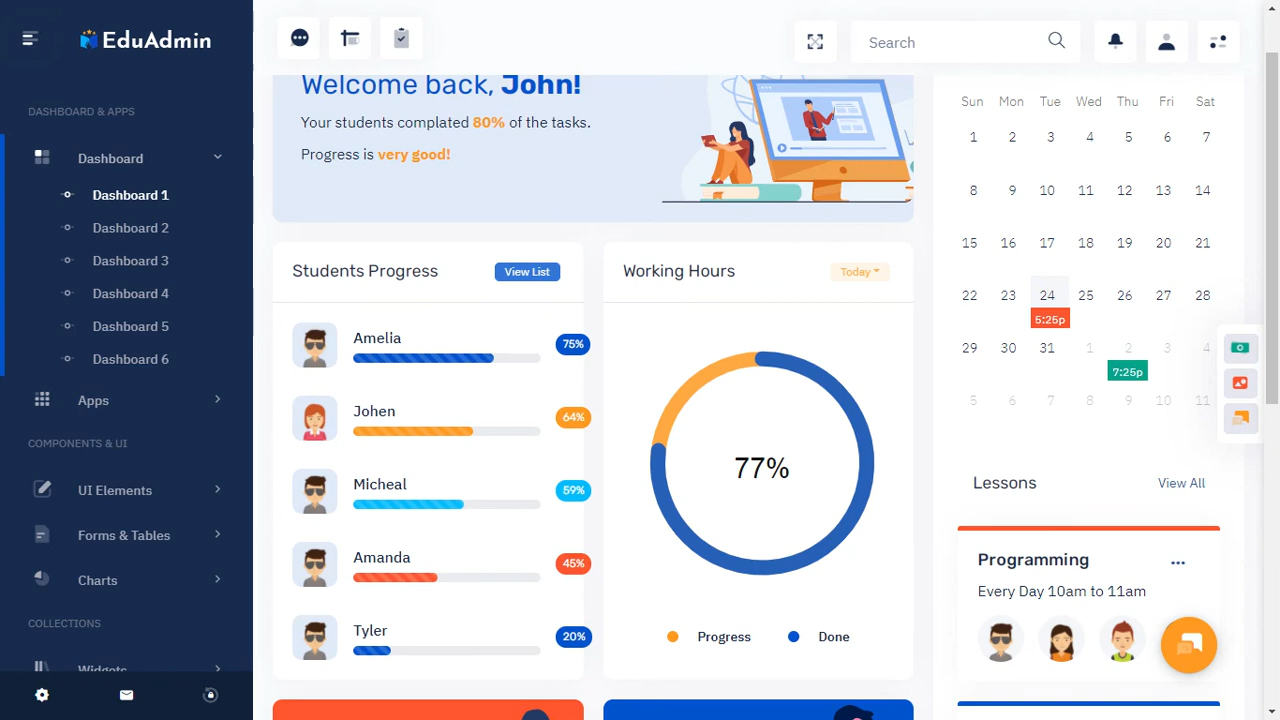 EduAdmin
DASHBOARD & APPS
Dashboard
Dashboard 1
Dashboard 2
Dashboard 3
Dashboard 4
Dashboard 5
Dashboard 6
Apps
COMPONENTS & UI
UI Elements
Forms & Tables
Charts
COLLECTIONS
Widgets
Search
Welcome back, John!
Your students complated 80% of the tasks.
Progress is very good!
Students Progress
View List
Amelia
75%
Johen
64%
Micheal
59%
Amanda
45%
Tyler
20%
Working Hours
Today
77%
Progress
Done
Sun Mon Tue Wed Thu Fri Sat
1 2 3 4 5 6 7
8 9 10 11 12 13 14
15 16 17 18 19 20 21
22 23 24 25 26 27 28
5:25p
29 30 31 1 2 3 4
7:25p
5 6 7 8 9 10 11
Lessons
View All
Programming
Every Day 10am to 11am